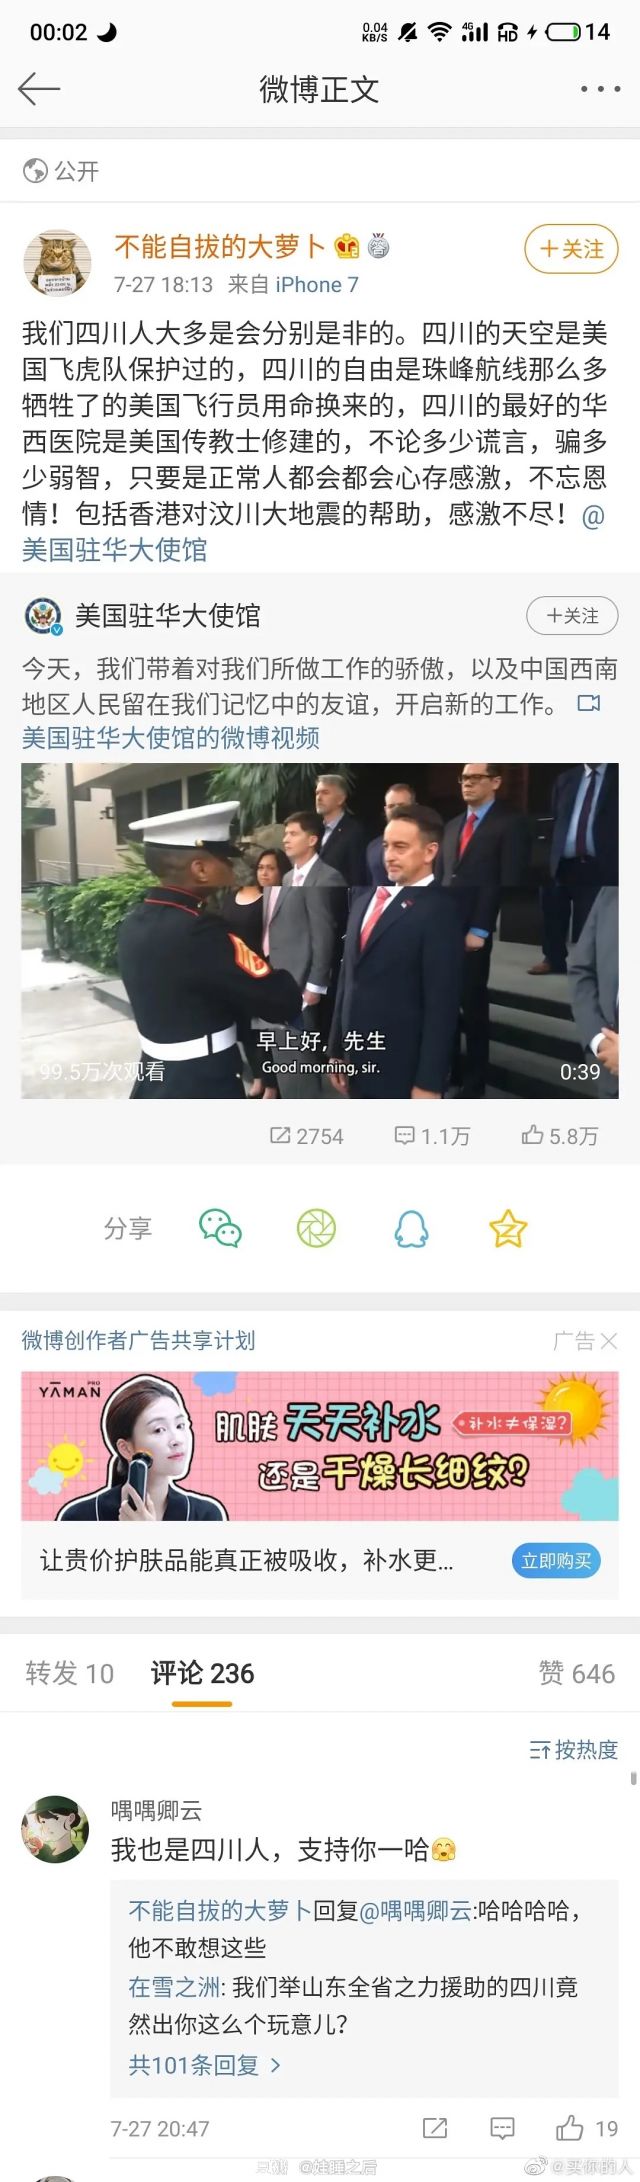 00:02
0.04
KB/S
4G
HD
14
微博正文
公开
不能自拔的大萝卜
答
+关注
7-27 18:13 来自 iPhone 7
我们四川人大多是会分别是非的。四川的天空是美
国飞虎队保护过的，四川的自由是珠峰航线那么多
牺牲了的美国飞行员用命换来的，四川的最好的华
西医院是美国传教士修建的，不论多少谎言，骗多
少弱智，只要是正常人都会都会心存感激，不忘恩
情！包括香港对汶川大地震的帮助，感激不尽！@
美国驻华大使馆
美国驻华大使馆
+关注
今天，我们带着对我们所做工作的骄傲，以及中国西南
地区人民留在我们记忆中的友谊，开启新的工作。
美国驻华大使馆的微博视频
早上好，先生
Good morning, sir.
99.5万次观看
0:39
2754
1.1万
5.8万
分享
微博创作者广告共享计划
广告
YAMAN PRO
肌肤天天补水
补水≠保湿?
还是干燥长细纹?
让贵价护肤品能真正被吸收，补水更...
立即购买
转发 10
评论 236
赞 646
按热度
喁喁卿云
我也是四川人，支持你一哈
不能自拔的大萝卜回复@喁喁卿云:哈哈哈哈，
他不敢想这些
在雪之洲: 我们举山东全省之力援助的四川竟
然出你这么个玩意儿？
共101条回复 >
7-27 20:47
19
@娃睡之后
@买你的人